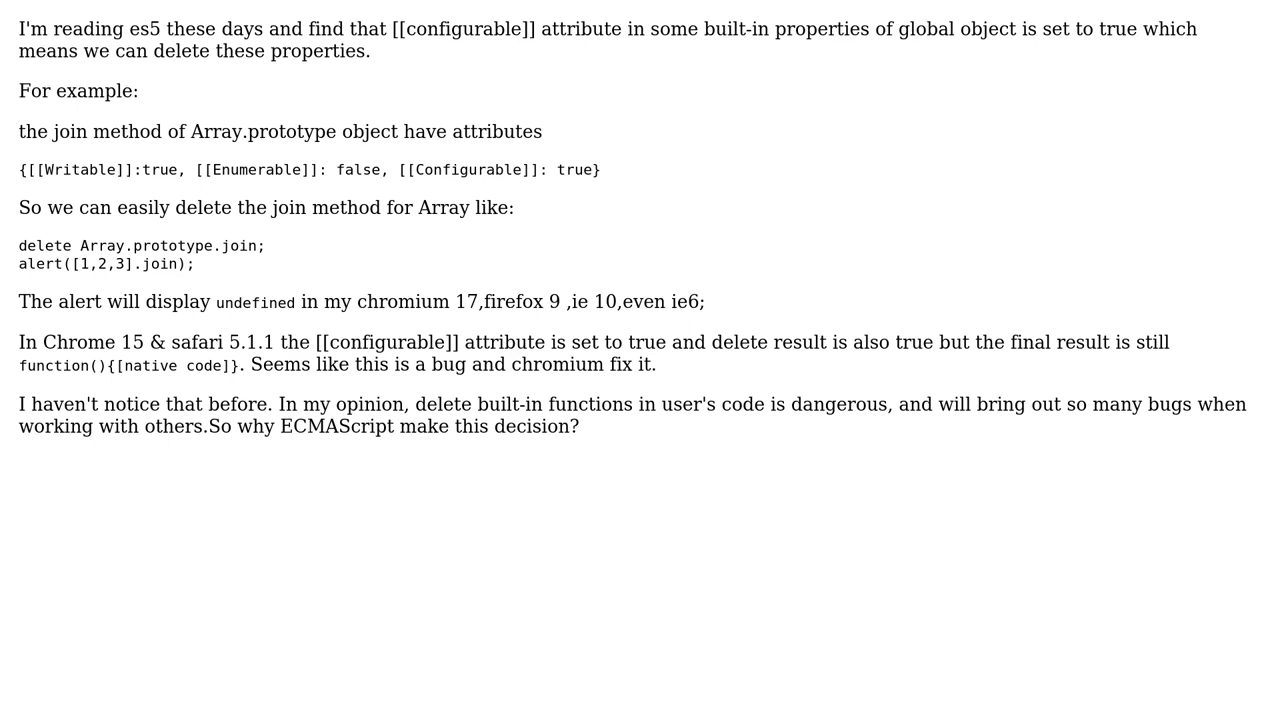 I'm reading es5 these days and find that [[configurable]] attribute in some built-in properties of global object is set to true which
means we can delete these properties.
For example:
the join method of Array.prototype object have attributes
{[[Writable]]:true, [[Enumerable]]: false, [[Configurable]]: true}
So we can easily delete the join method for Array like:
delete Array.prototype.join;
alert([1,2,3].join);
The alert will display undefined in my chromium 17,firefox 9 ,ie 10,even ie6;
In Chrome 15 & safari 5.1.1 the [[configurable]] attribute is set to true and delete result is also true but the final result is still
function(){[native code]}. Seems like this is a bug and chromium fix it.
I haven't notice that before. In my opinion, delete built-in functions in user's code is dangerous, and will bring out so many bugs when
working with others.So why ECMAScript make this decision?